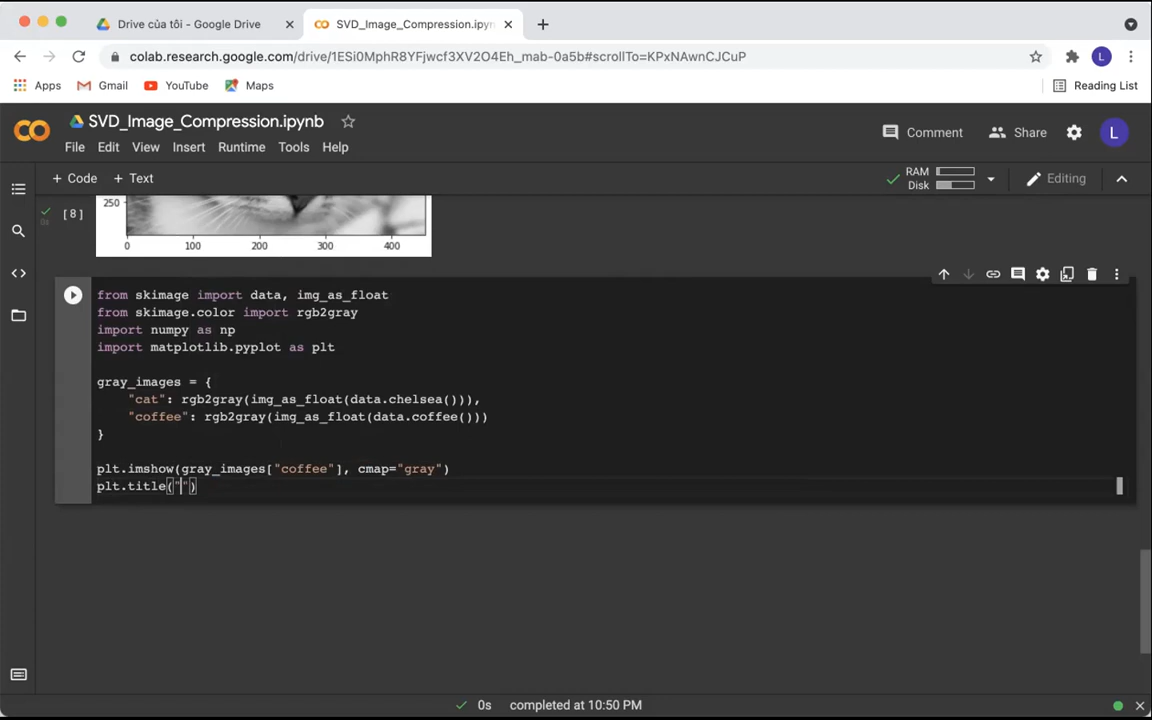 Drive của tôi - Google Drive
SVD_Image_Compression.ipyn
colab.research.google.com/drive/1ESi0MphR8YFjwcf3XV2O4Eh_mab-0a5b#scrollTo=KPxNAwnCJCuP
L
Apps Gmail YouTube Maps Reading List
SVD_Image_Compression.ipynb
Comment Share L
File Edit View Insert Runtime Tools Help
+ Code + Text
RAM
Disk
Editing
[8]
0s
250
0 100 200 300 400
from skimage import data, img_as_float
from skimage.color import rgb2gray
import numpy as np
import matplotlib.pyplot as plt
gray_images = {
"cat": rgb2gray(img_as_float(data.chelsea())),
"coffee": rgb2gray(img_as_float(data.coffee()))
}
plt.imshow(gray_images["coffee"], cmap="gray")
plt.title("")
0s completed at 10:50 PM